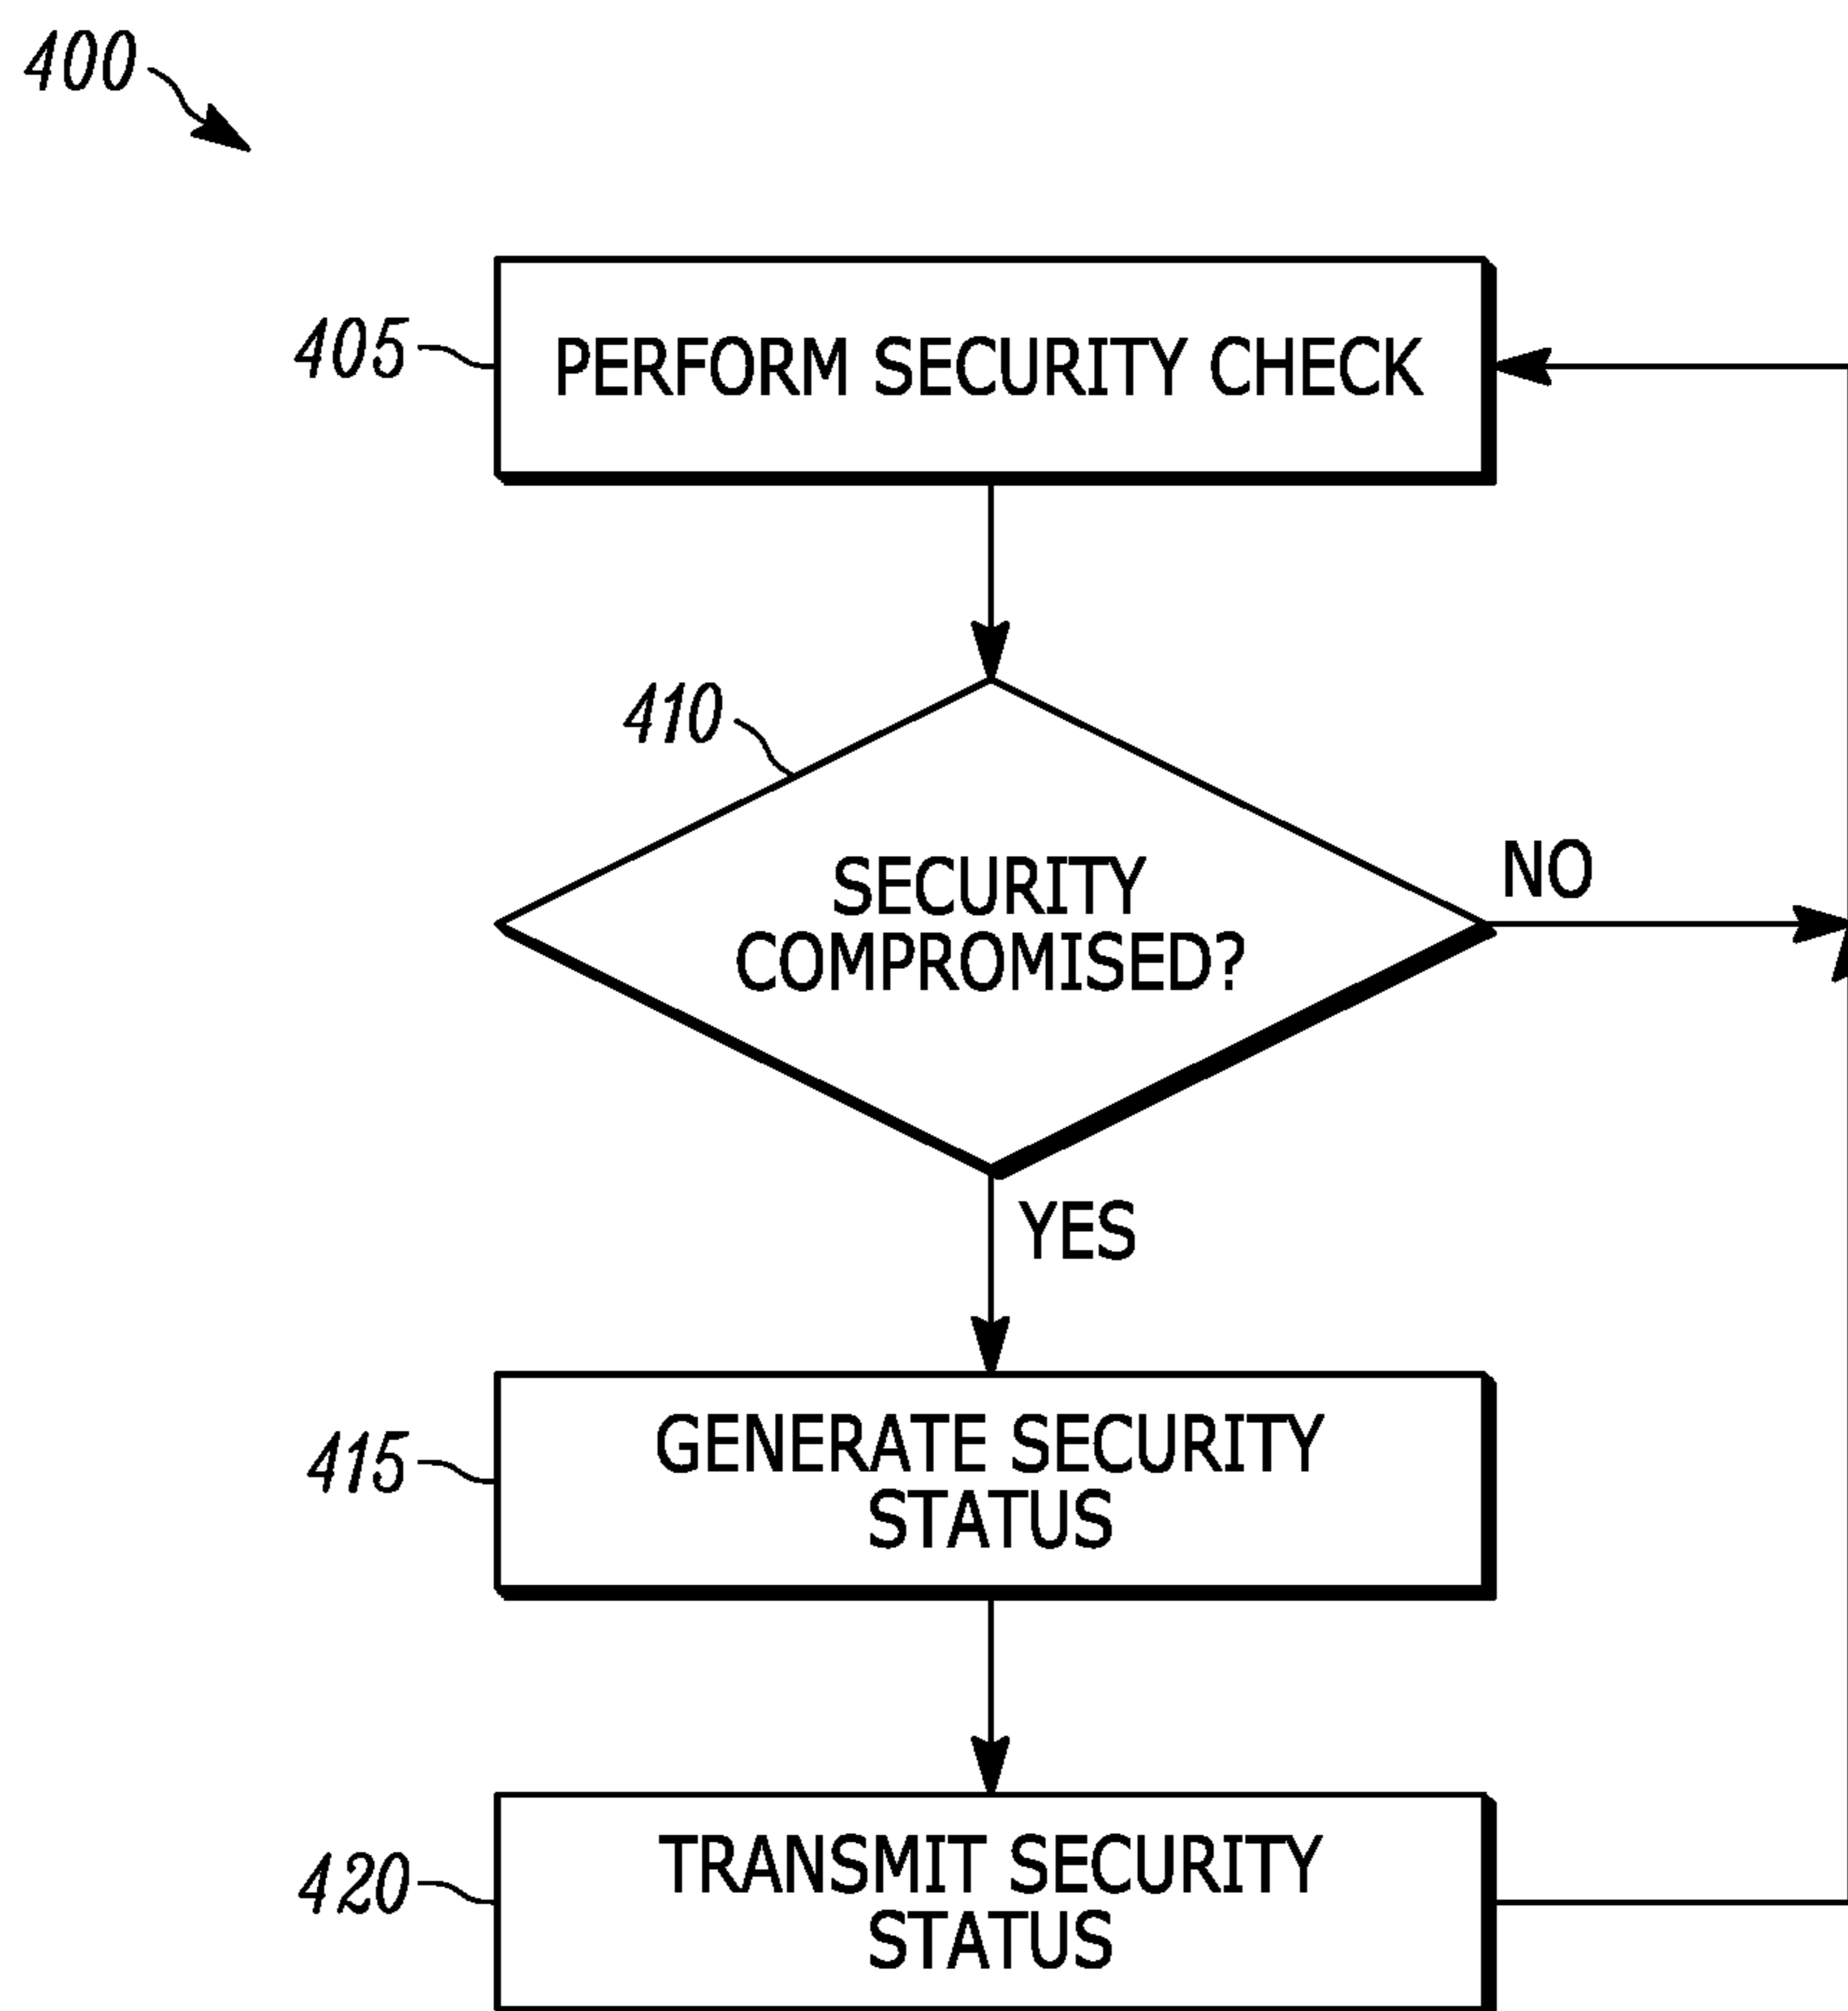 400
405
PERFORM SECURITY CHECK
410
SECURITY
COMPROMISED?
NO
YES
415
GENERATE SECURITY
STATUS
420
TRANSMIT SECURITY
STATUS